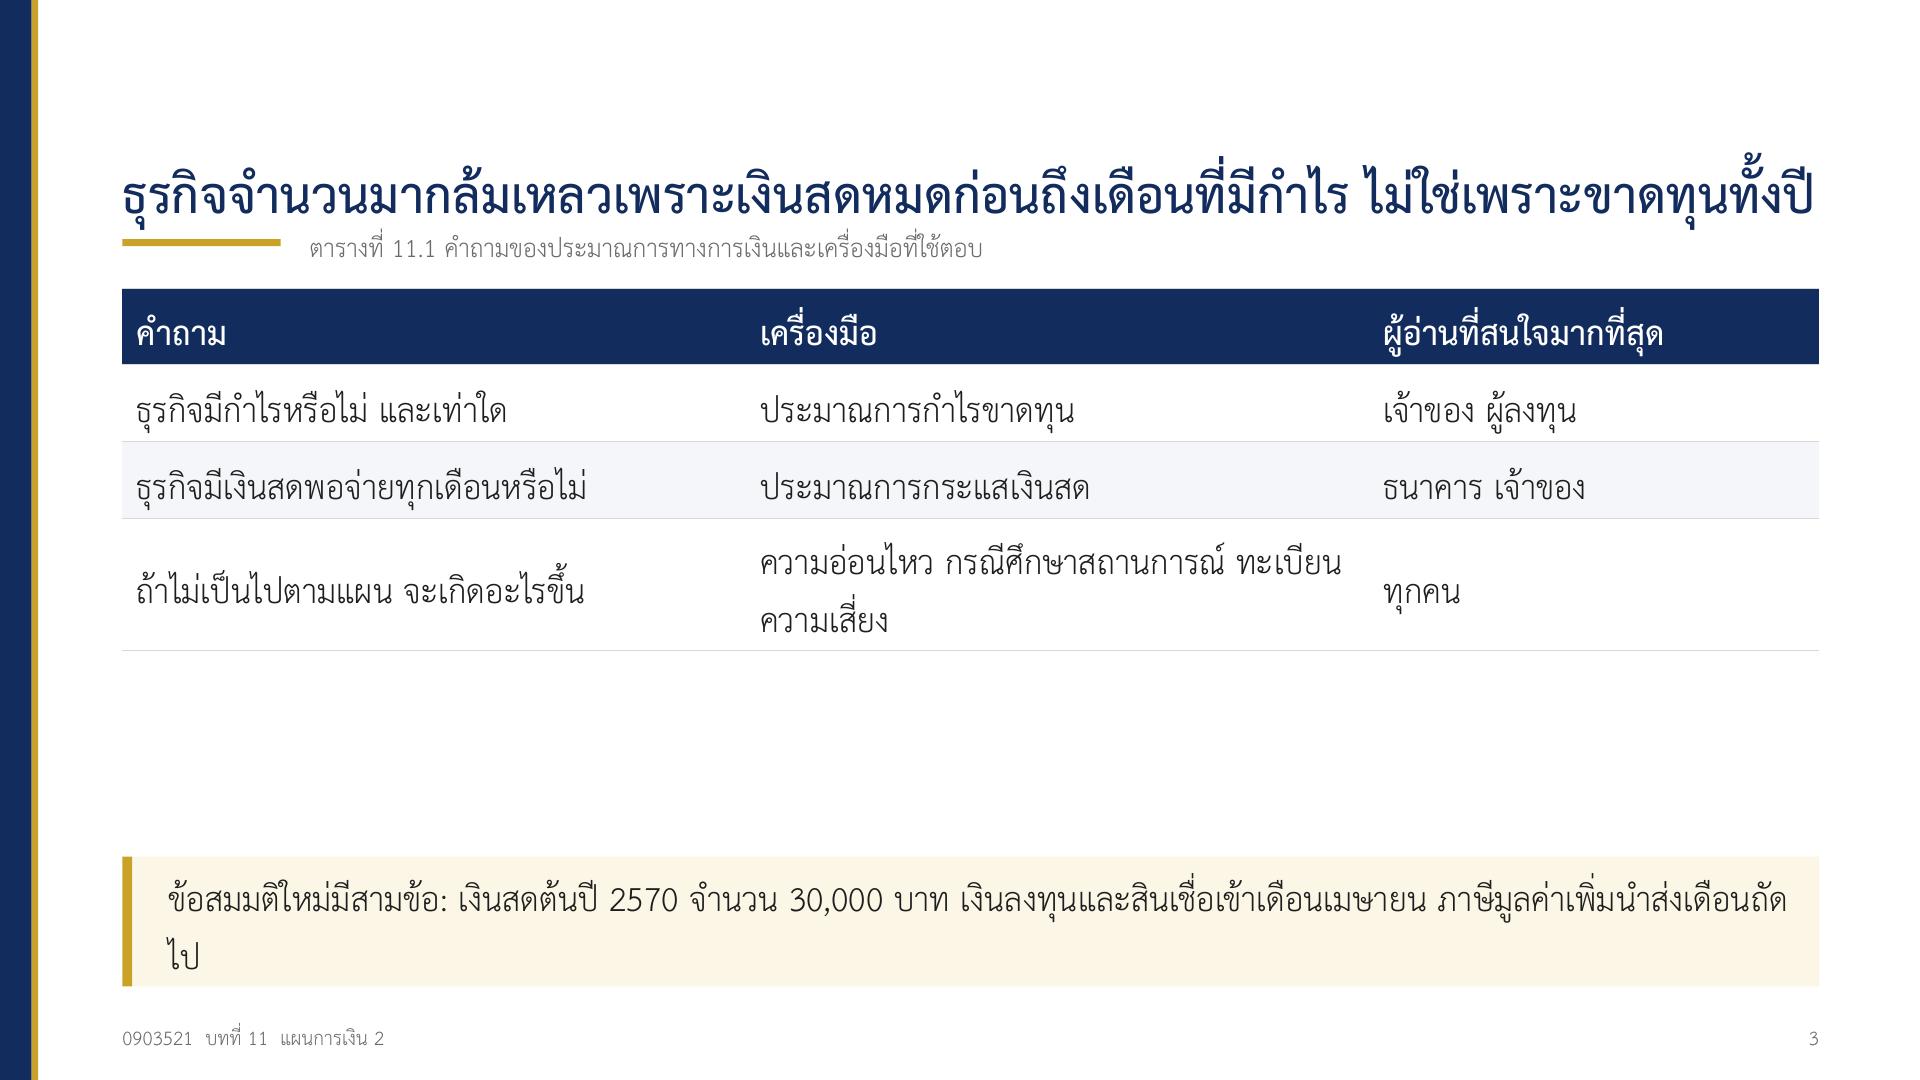 ธุรกิจจำนวนมากล้มเหลวเพราะเงินสดหมดก่อนถึงเดือนที่มีกำไร ไม่ใช่เพราะขาดทุนทั้งปี
ตารางที่ 11.1 คำถามของประมาณการทางการเงินและเครื่องมือที่ใช้ตอบ
คำถาม เครื่องมือ ผู้อ่านที่สนใจมากที่สุด
ธุรกิจมีกำไรหรือไม่ และเท่าใด ประมาณการกำไรขาดทุน เจ้าของ ผู้ลงทุน
ธุรกิจมีเงินสดพอจ่ายทุกเดือนหรือไม่ ประมาณการกระแสเงินสด ธนาคาร เจ้าของ
ถ้าไม่เป็นไปตามแผน จะเกิดอะไรขึ้น ความอ่อนไหว กรณีศึกษาสถานการณ์ ทะเบียน
ความเสี่ยง ทุกคน
ข้อสมมติใหม่มีสามข้อ: เงินสดต้นปี 2570 จำนวน 30,000 บาท เงินลงทุนและสินเชื่อเข้าเดือนเมษายน ภาษีมูลค่าเพิ่มนำส่งเดือนถัด
ไป
0903521 บทที่ 11 แผนการเงิน 2 3